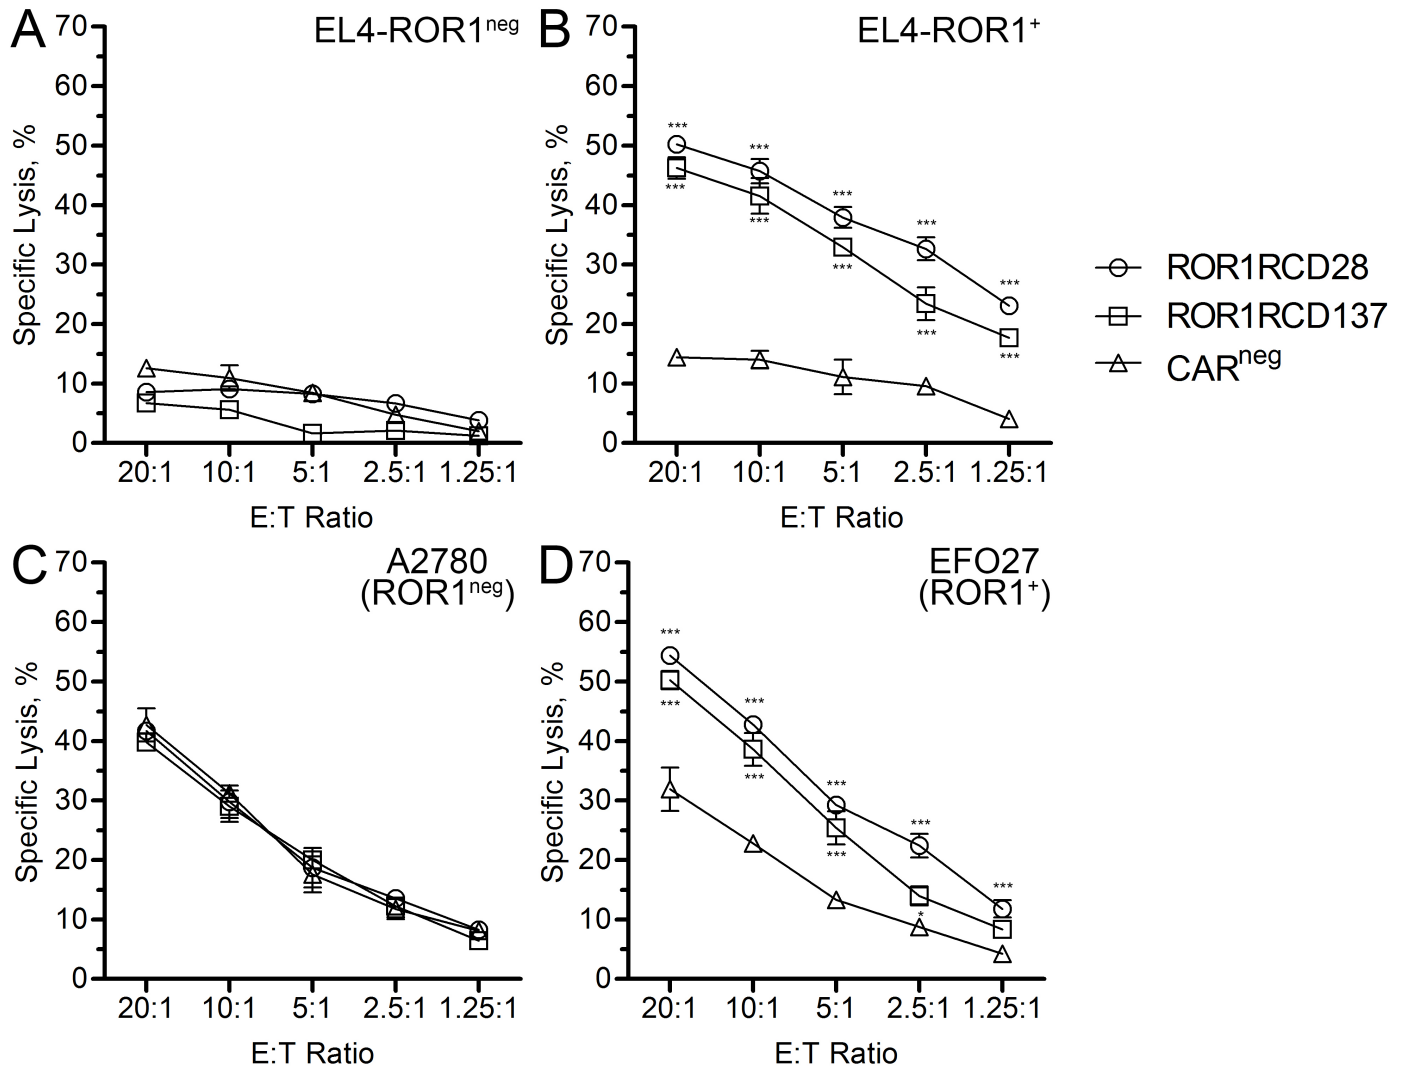 A
EL4-ROR1neg
70
60
50
40
30
20
10
0
Specific Lysis, %
20:1 10:1 5:1 2.5:1 1.25:1
E:T Ratio
B
EL4-ROR1+
70
60
50
40
30
20
10
0
Specific Lysis, %
*** *** *** *** ***
*** *** *** *** ***
20:1 10:1 5:1 2.5:1 1.25:1
E:T Ratio
ROR1RCD28
ROR1RCD137
CARneg
C
A2780
(ROR1neg)
70
60
50
40
30
20
10
0
Specific Lysis, %
20:1 10:1 5:1 2.5:1 1.25:1
E:T Ratio
D
EFO27
(ROR1+)
70
60
50
40
30
20
10
0
Specific Lysis, %
*** *** *** *** ***
*** *** *** *
20:1 10:1 5:1 2.5:1 1.25:1
E:T Ratio